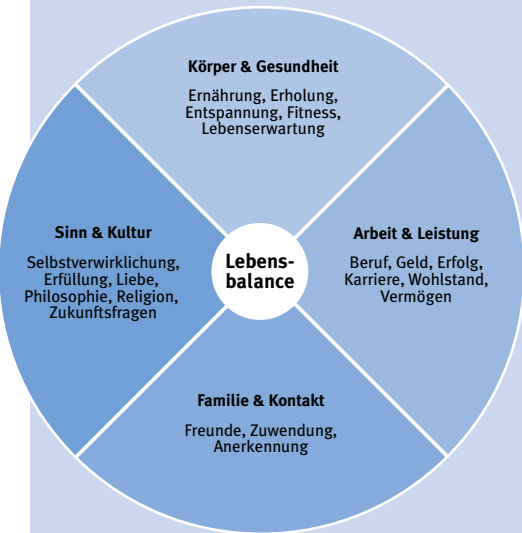 Körper & Gesundheit
Ernährung, Erholung,
Entspannung, Fitness,
Lebenserwartung
Sinn & Kultur
Selbstverwirklichung,
Erfüllung, Liebe,
Philosophie, Religion,
Zukunftsfragen
Lebens-
balance
Arbeit & Leistung
Beruf, Geld, Erfolg,
Karriere, Wohlstand,
Vermögen
Familie & Kontakt
Freunde, Zuwendung,
Anerkennung